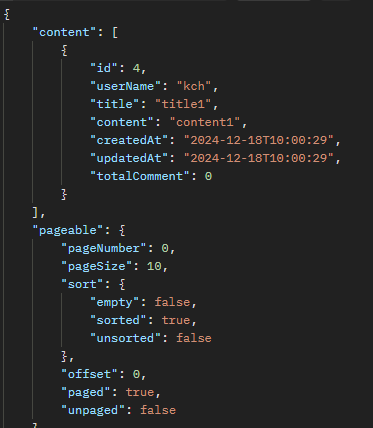 {
"content": [
{
"id": 4,
"userName": "kch",
"title": "title1",
"content": "content1",
"createdAt": "2024-12-18T10:00:29",
"updatedAt": "2024-12-18T10:00:29",
"totalComment": 0
}
],
"pageable": {
"pageNumber": 0,
"pageSize": 10,
"sort": {
"empty": false,
"sorted": true,
"unsorted": false
},
"offset": 0,
"paged": true,
"unpaged": false